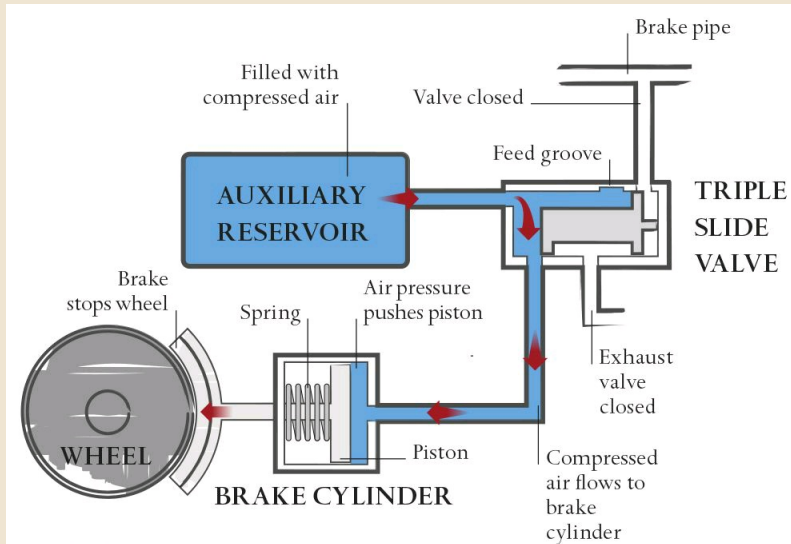 Brake pipe
Filled with
compressed air
Valve closed
Feed groove
AUXILIARY
RESERVOIR
TRIPLE
SLIDE
VALVE
Brake
stops wheel
Spring
Air pressure
pushes piston
Exhaust
valve
closed
WHEEL
Piston
BRAKE CYLINDER
Compressed
air flows to
brake
cylinder